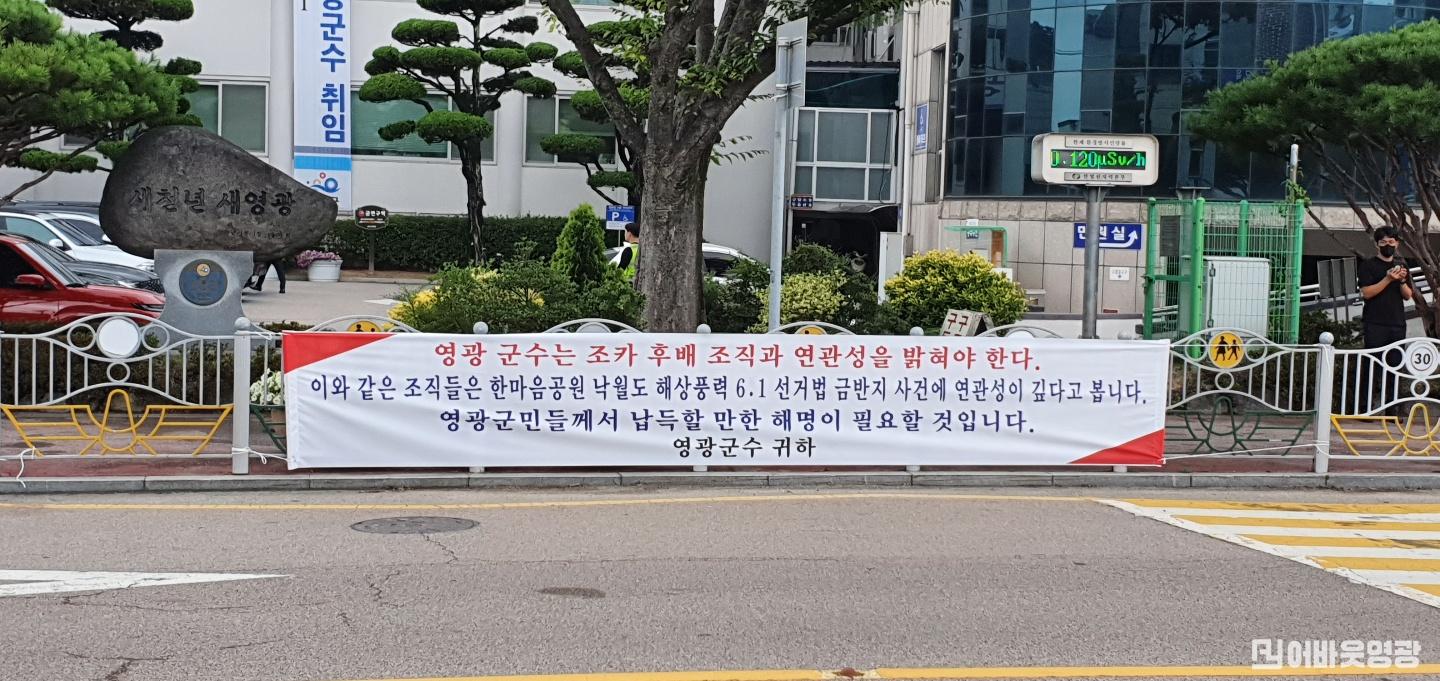 군수 취임
새천년 새영광
금연구역
P
0.120μSv/h
민원실
군
30
영광 군수는 조카 후배 조직과 연관성을 밝혀야 한다.
이와 같은 조직들은 한마음공원 낙월도 해상풍력 6.1 선거법 금반지 사건에 연관성이 깊다고 봅니다.
영광군민들께서 납득할 만한 해명이 필요할 것입니다.
영광군수 귀하
어바웃영광